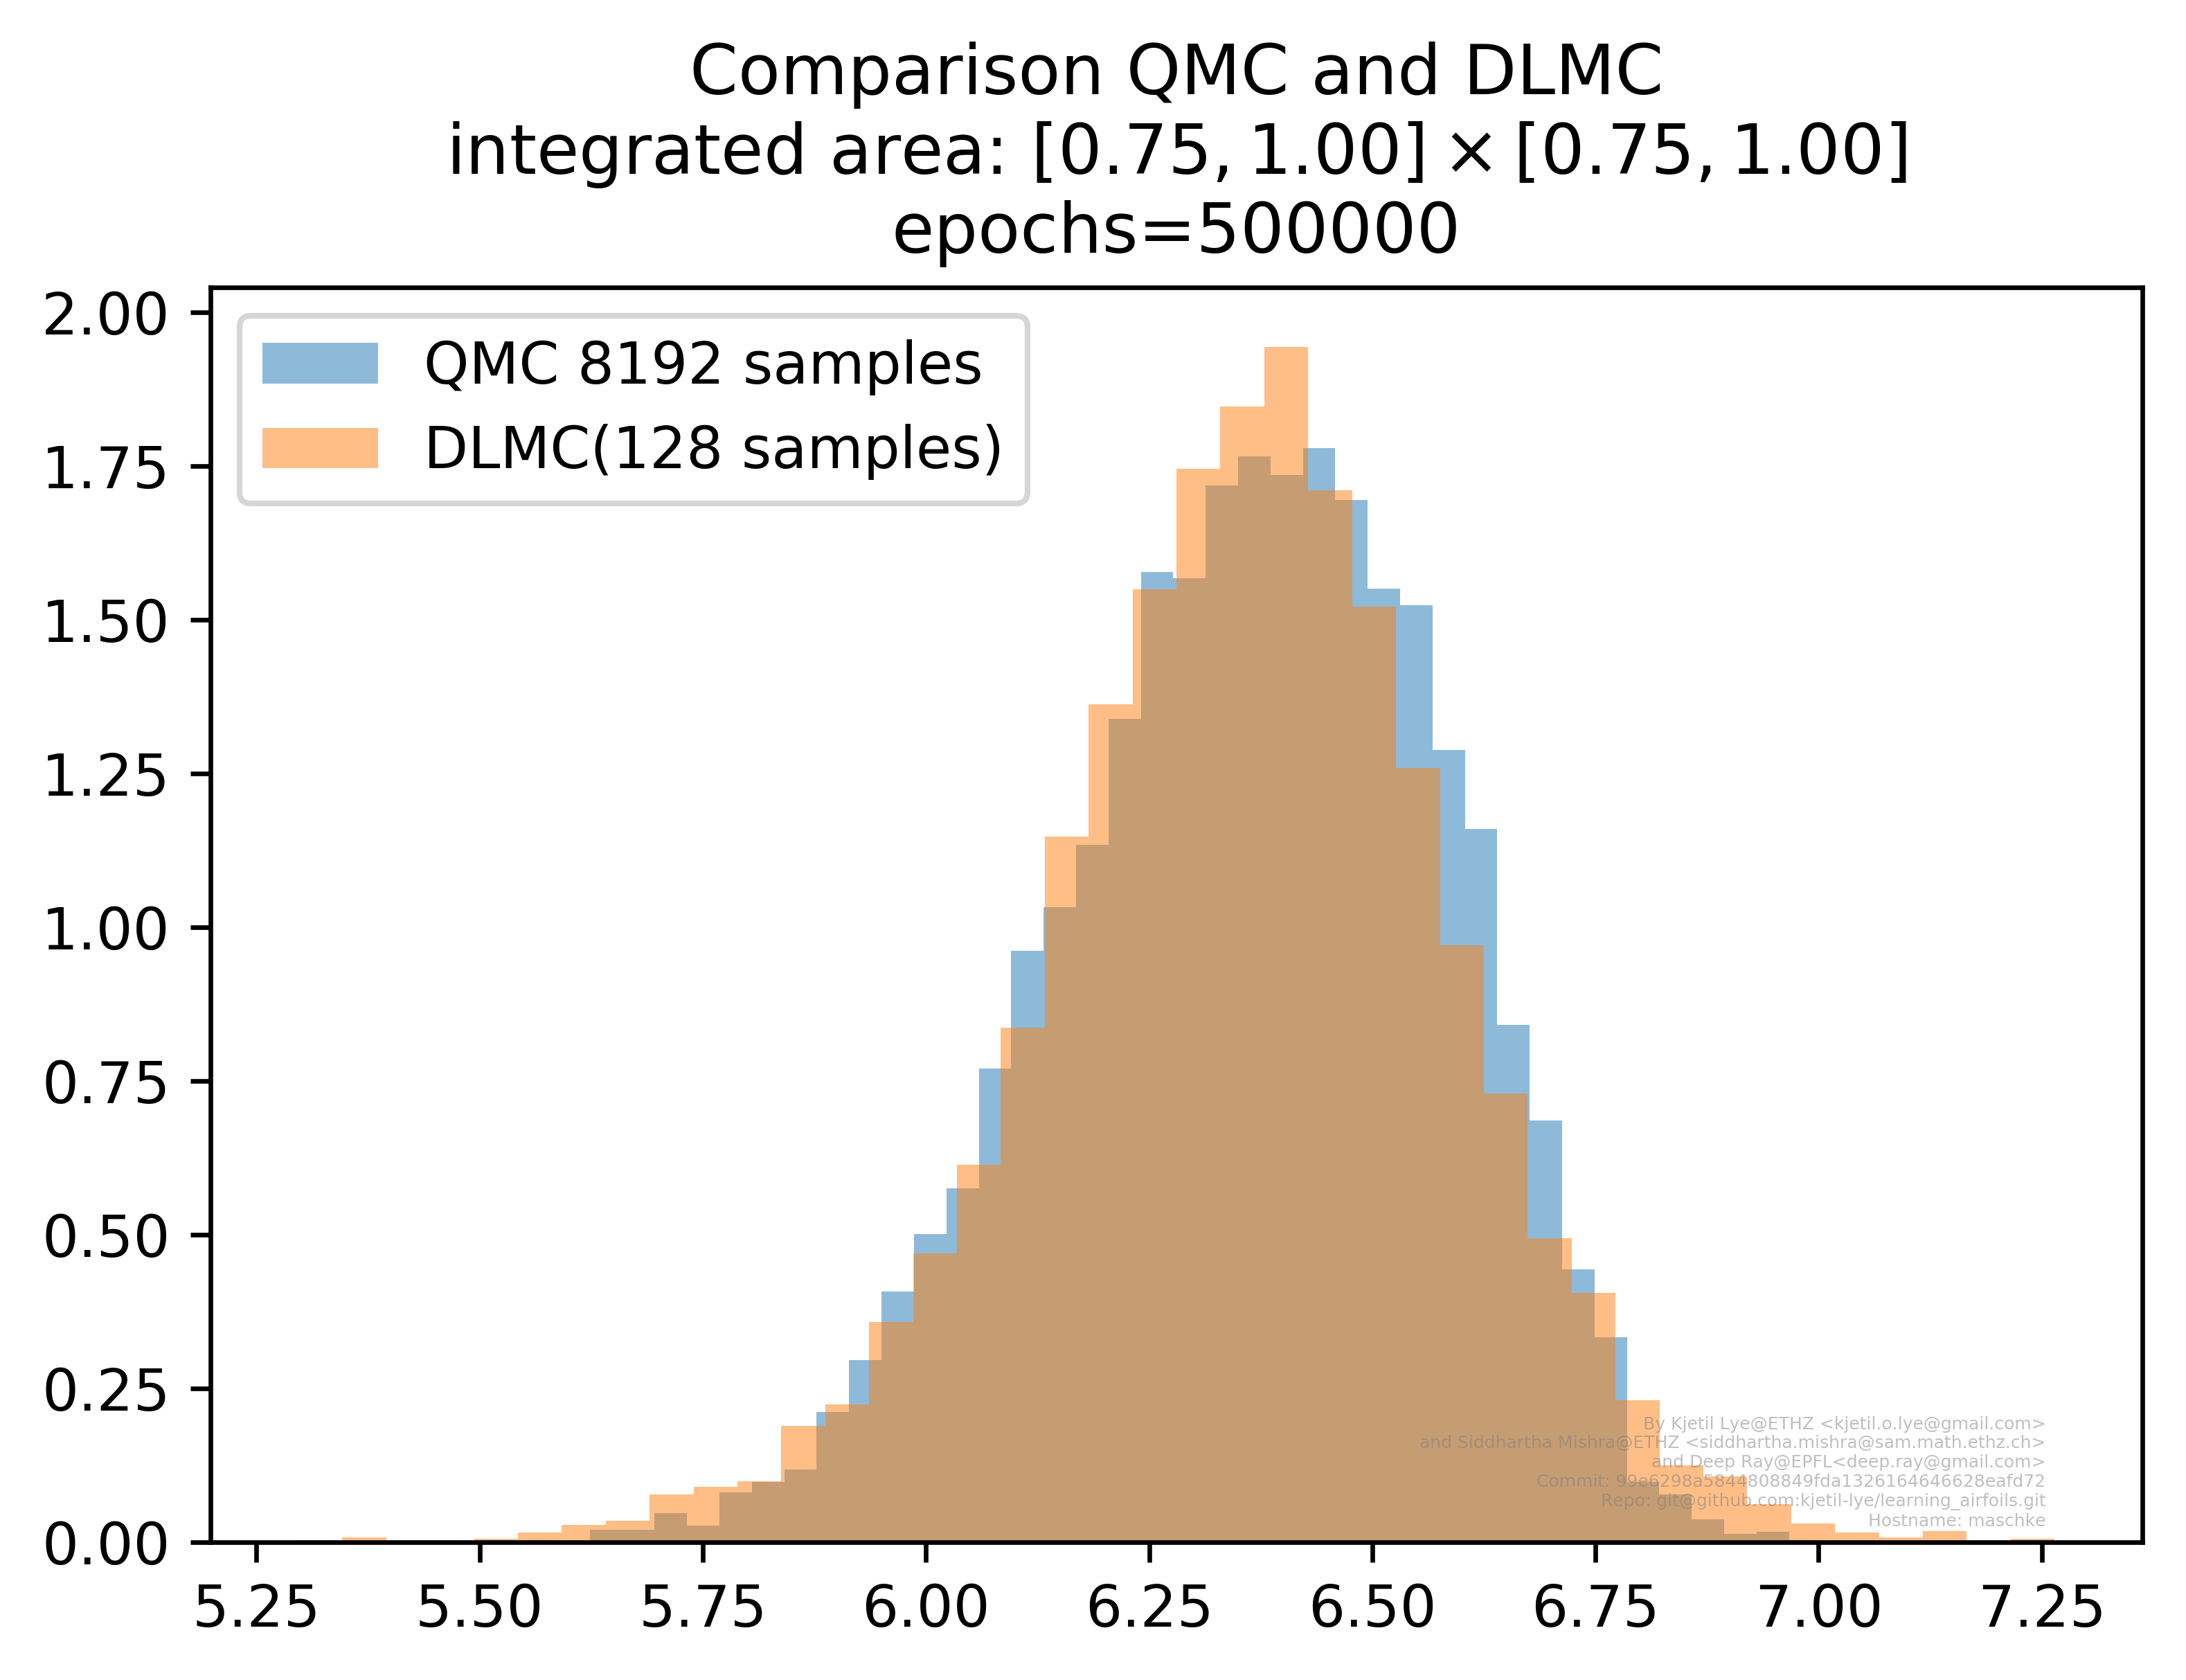 Comparison QMC and DLMC
integrated area: [0.75, 1.00] × [0.75, 1.00]
epochs=500000
2.00
QMC 8192 samples
DLMC(128 samples)
1.75
1.50
1.25
1.00
0.75
0.50
0.25
0.00
By Kjetil Lye@ETHZ <kjetil.o.lye@gmail.com>
and Siddhartha Mishra@ETHZ <siddhartha.mishra@sam.math.ethz.ch>
and Deep Ray@EPFL<deep.ray@gmail.com>
Commit: 99e6298a5844808849fda1326164646628eafd72
Repo: git@github.com:kjetil-lye/learning_airfoils.git
Hostname: maschke
5.25 5.50 5.75 6.00 6.25 6.50 6.75 7.00 7.25